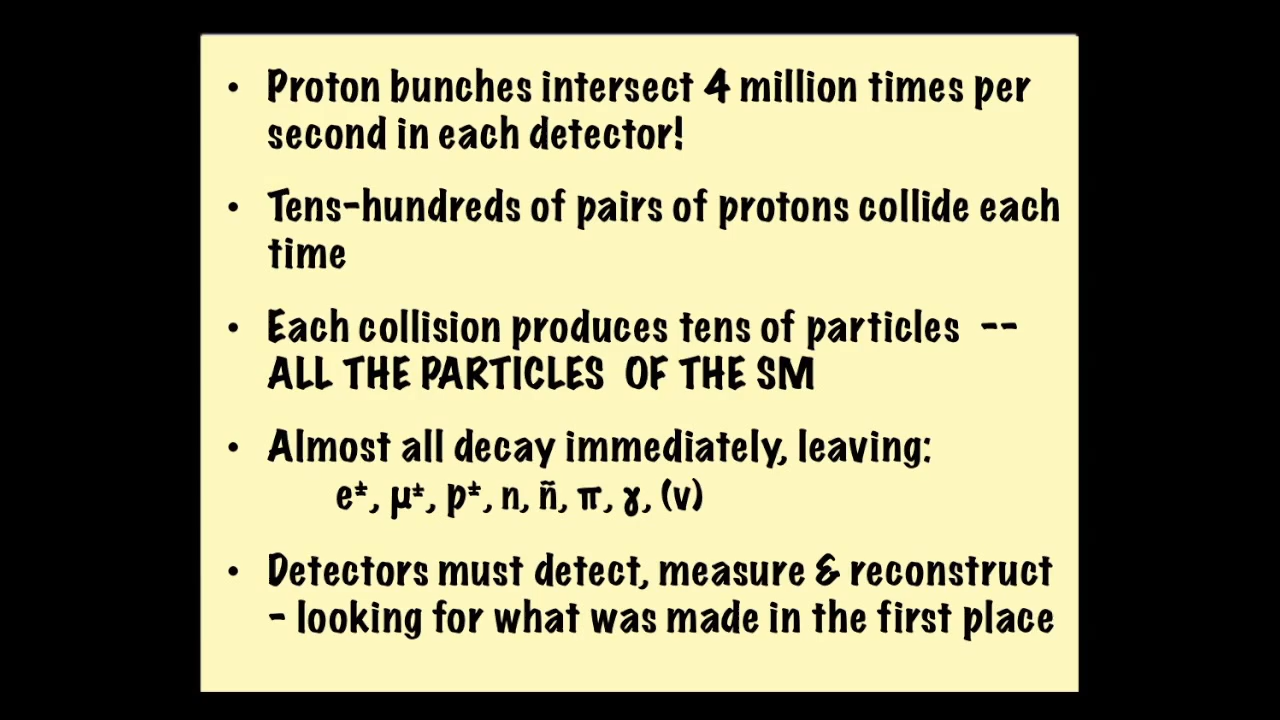 • Proton bunches intersect 4 million times per
second in each detector!
• Tens-hundreds of pairs of protons collide each
time
• Each collision produces tens of particles --
ALL THE PARTICLES OF THE SM
• Almost all decay immediately, leaving:
e±, μ±, p±, n, ñ, π, γ, (ν)
• Detectors must detect, measure & reconstruct
- looking for what was made in the first place